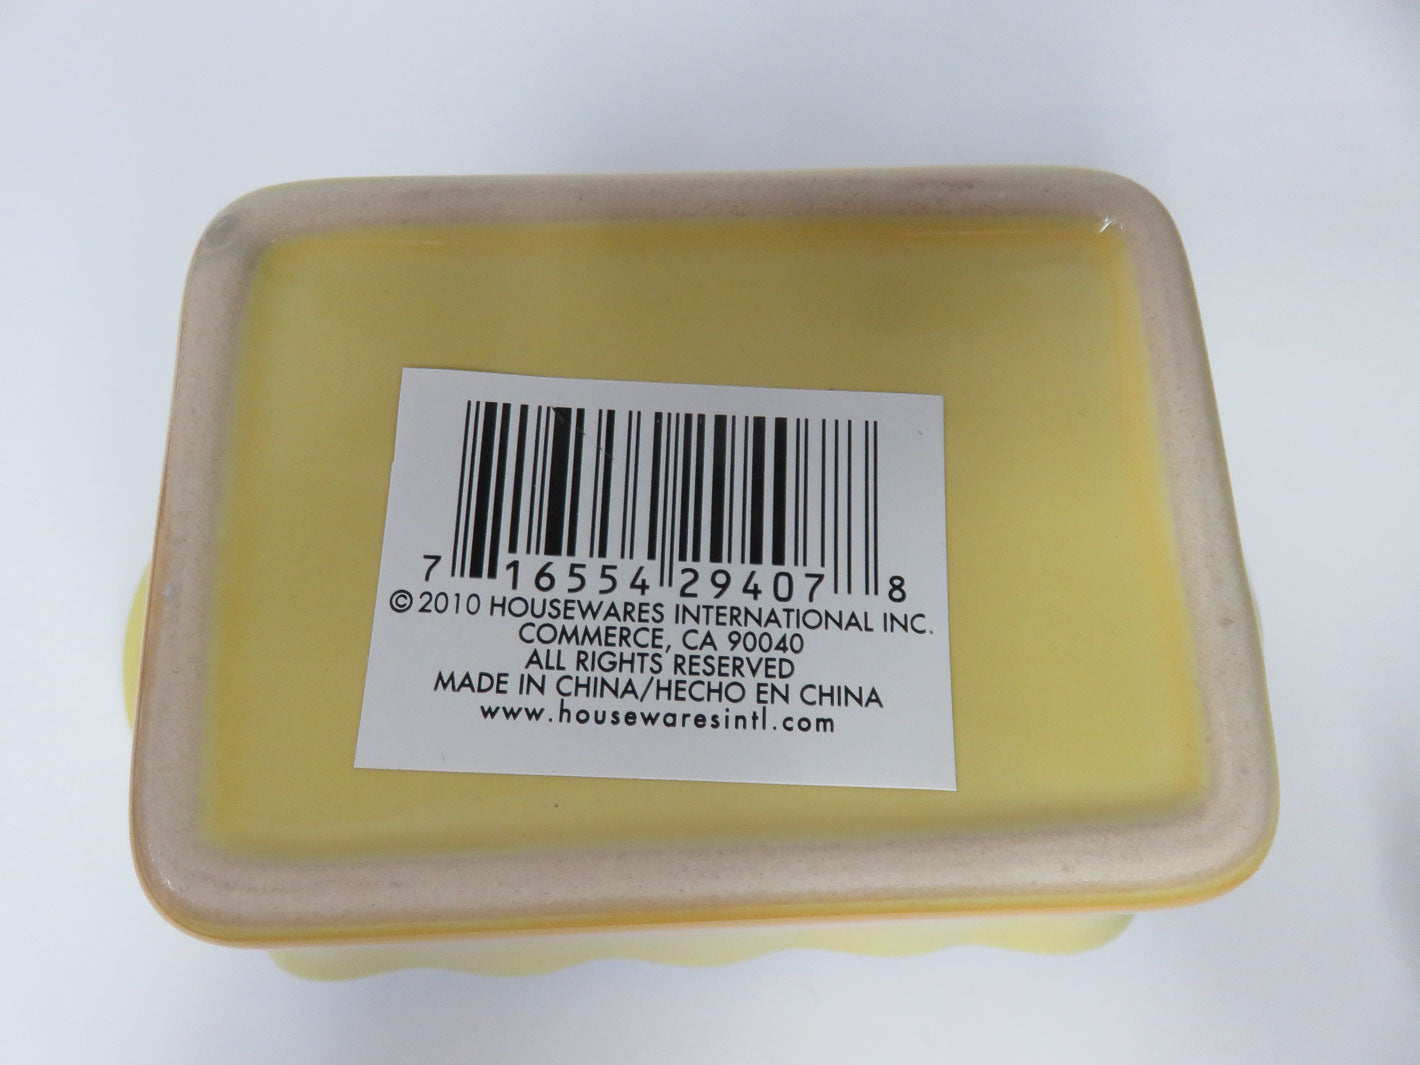 7 16554 29407 8
© 2010 HOUSEWARES INTERNATIONAL INC.
COMMERCE, CA 90040
ALL RIGHTS RESERVED
MADE IN CHINA/HECHO EN CHINA
www.housewaresintl.com